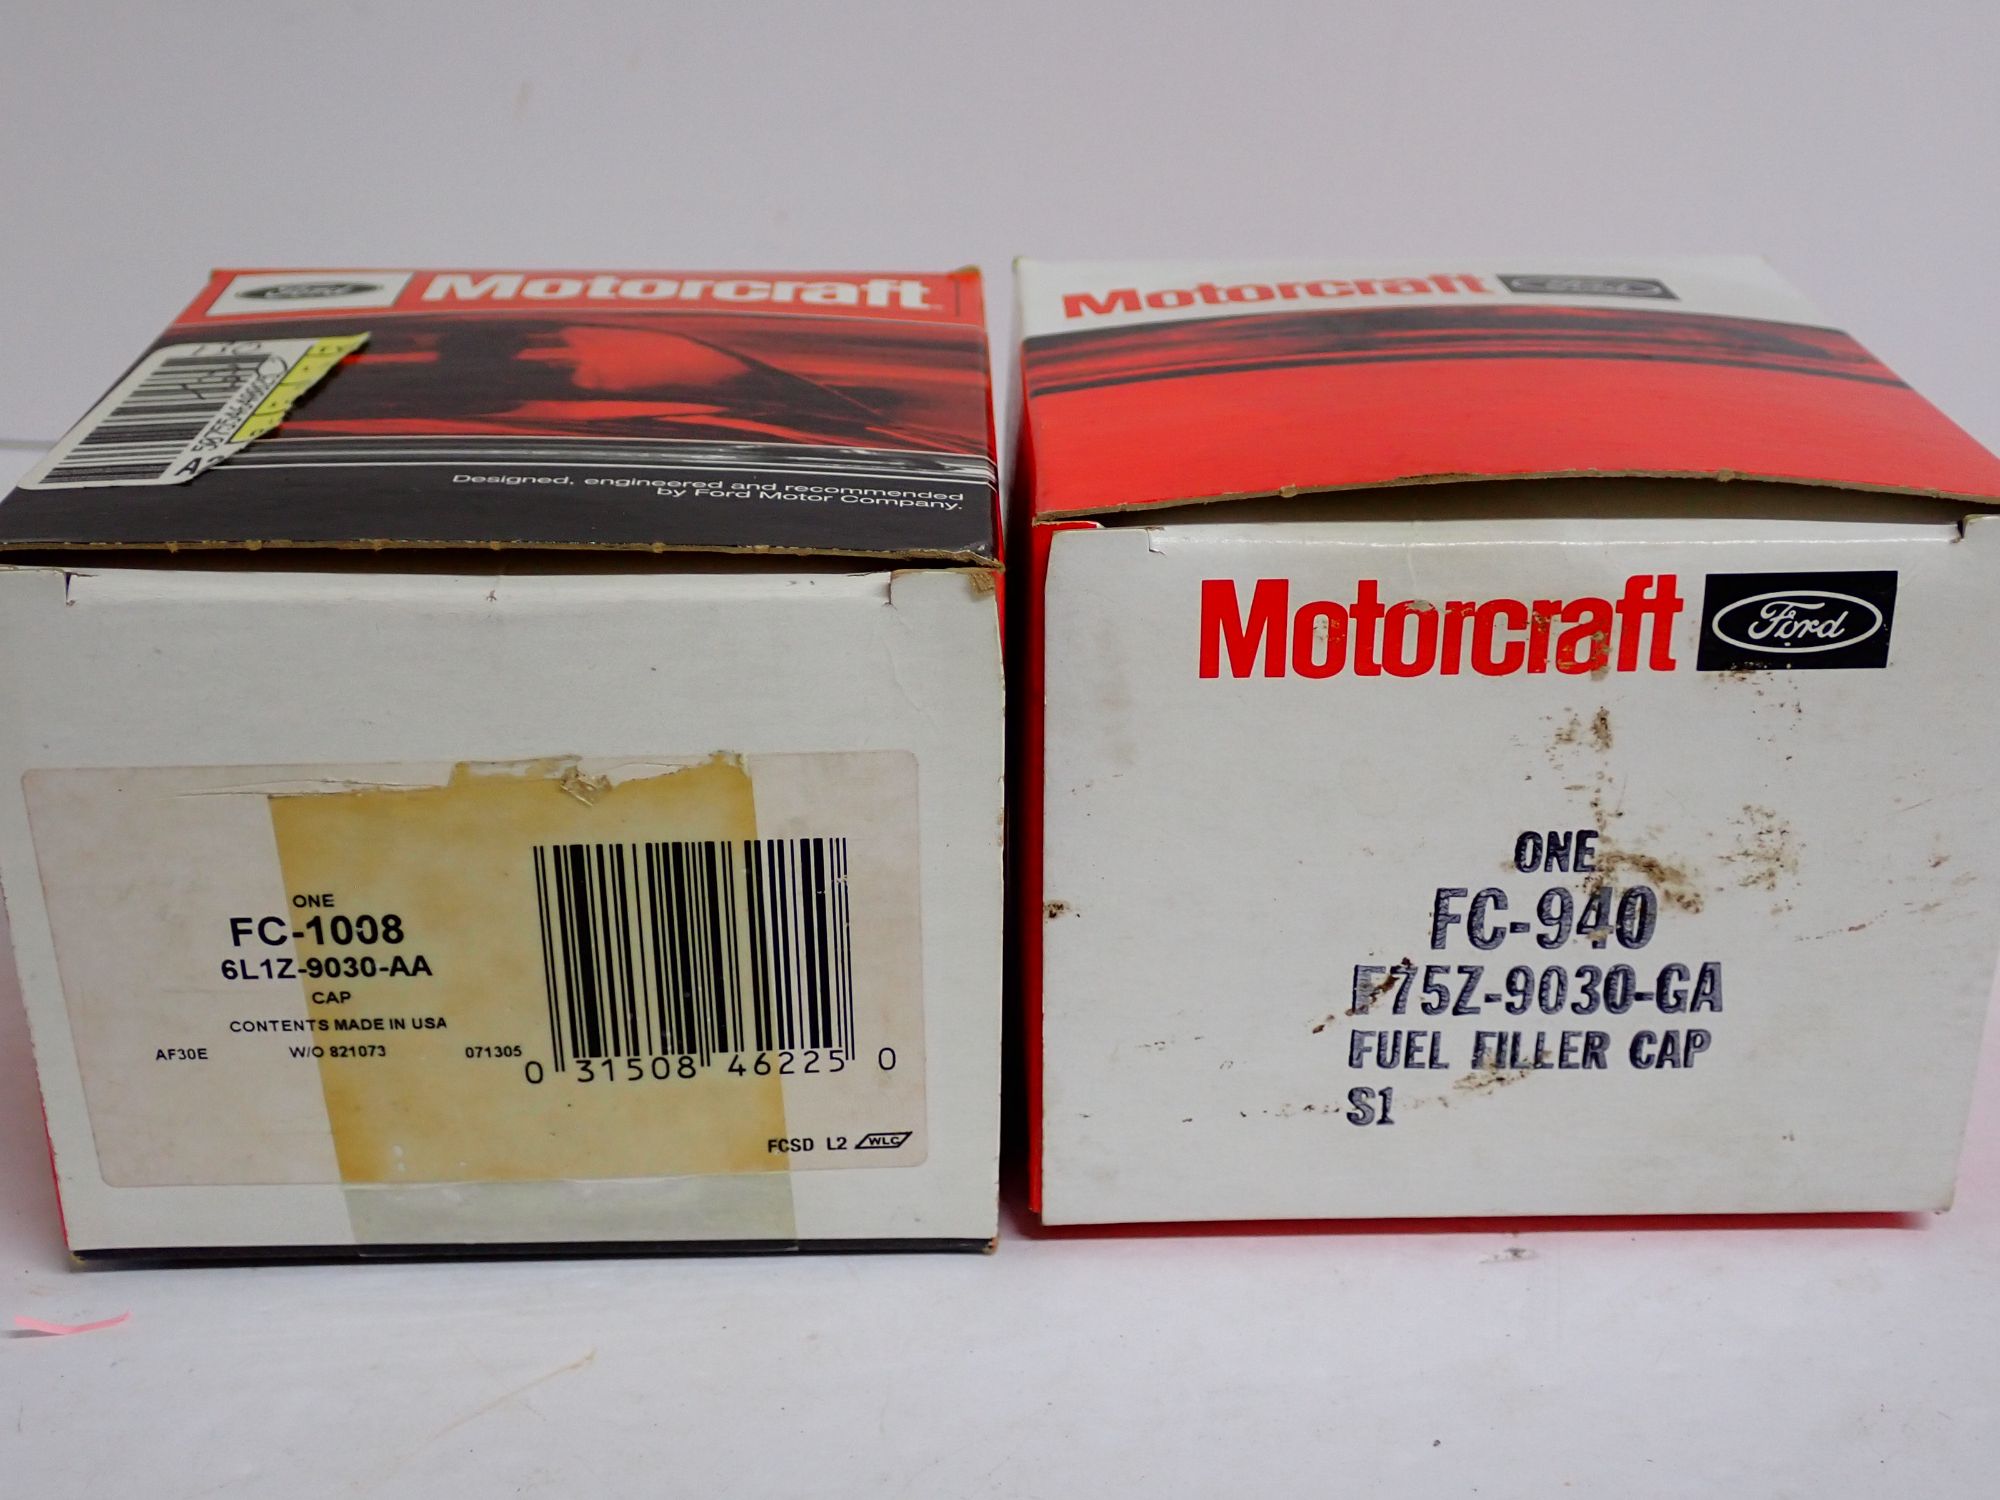 Ford Motorcraft
Designed, engineered and recommended
by Ford Motor Company.
ONE
FC-1008
6L1Z-9030-AA
CAP
CONTENTS MADE IN USA
AF30E W/O 821073 071305
0 31508 46225 0
FCSD L2 WLC
Motorcraft Ford
Motorcraft Ford
ONE
FC-940
F75Z-9030-GA
FUEL FILLER CAP
S1